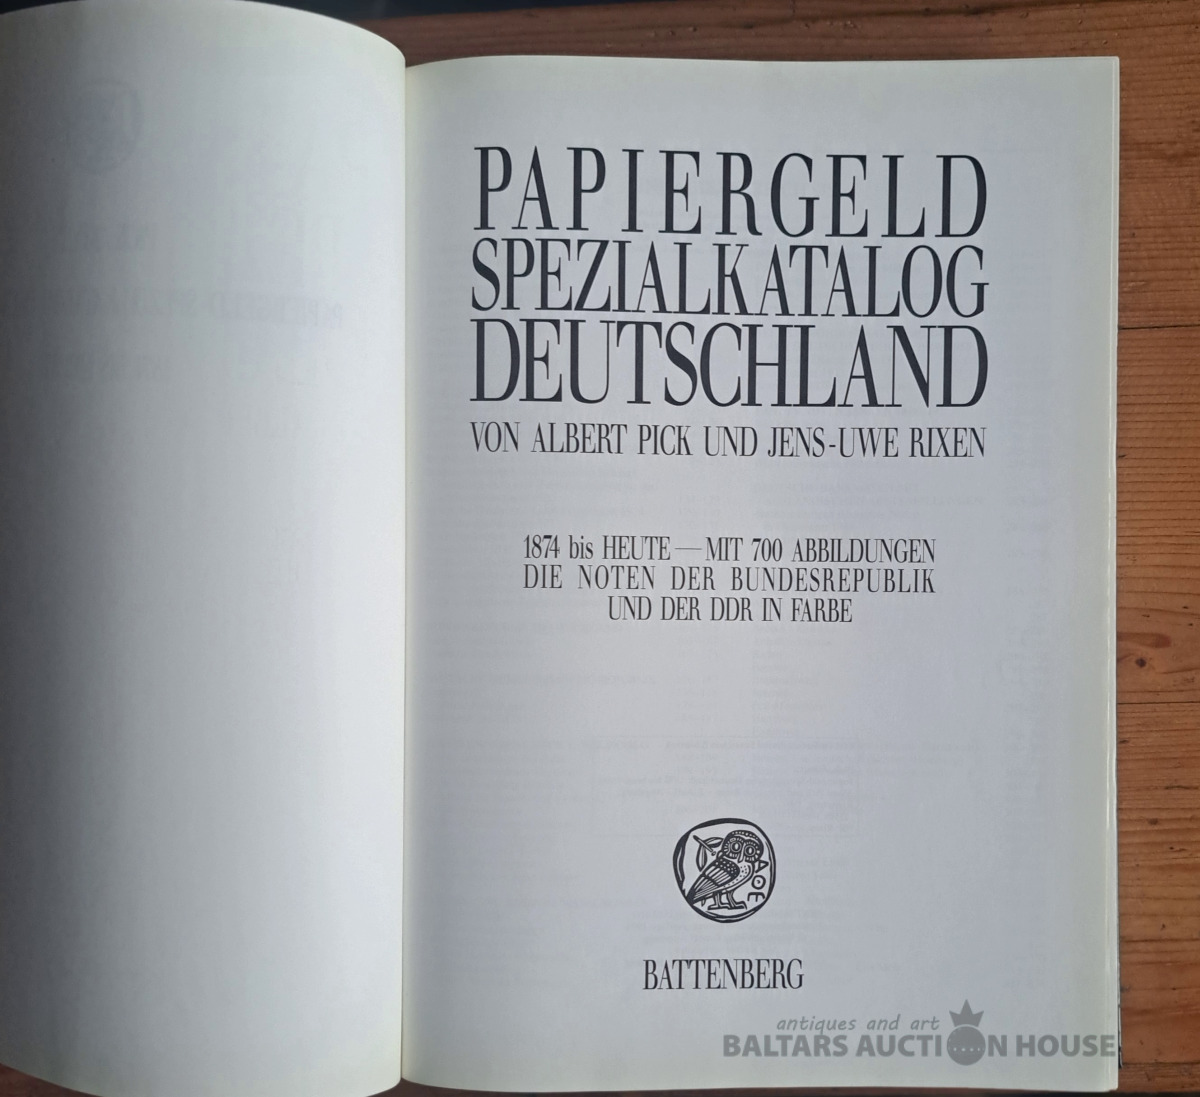 PAPIERGELD
SPEZIALKATALOG
DEUTSCHLAND
VON ALBERT PICK UND JENS-UWE RIXEN
1874 bis HEUTE — MIT 700 ABBILDUNGEN
DIE NOTEN DER BUNDESREPUBLIK
UND DER DDR IN FARBE
ΑΘΕ
BATTENBERG
antiques and art
BALTARS AUCTION HOUSE